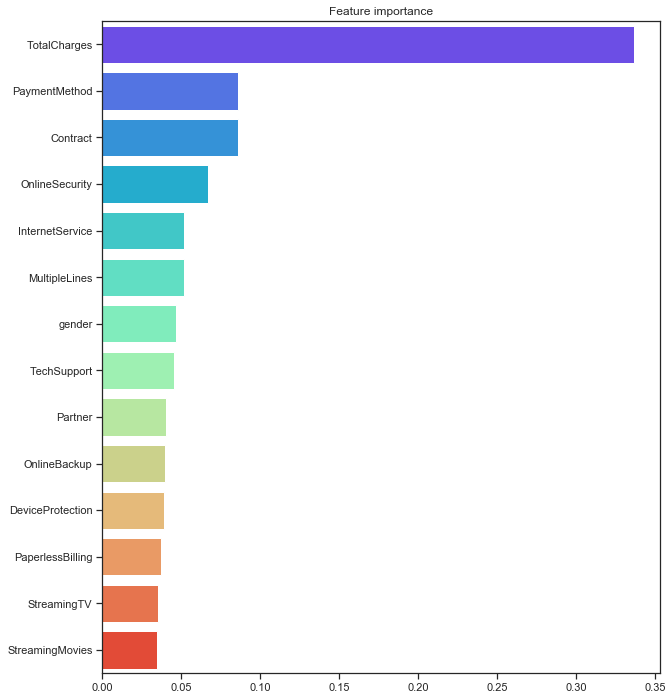 Feature importance
TotalCharges
PaymentMethod
Contract
OnlineSecurity
InternetService
MultipleLines
gender
TechSupport
Partner
OnlineBackup
DeviceProtection
PaperlessBilling
StreamingTV
StreamingMovies
0.00 0.05 0.10 0.15 0.20 0.25 0.30 0.35